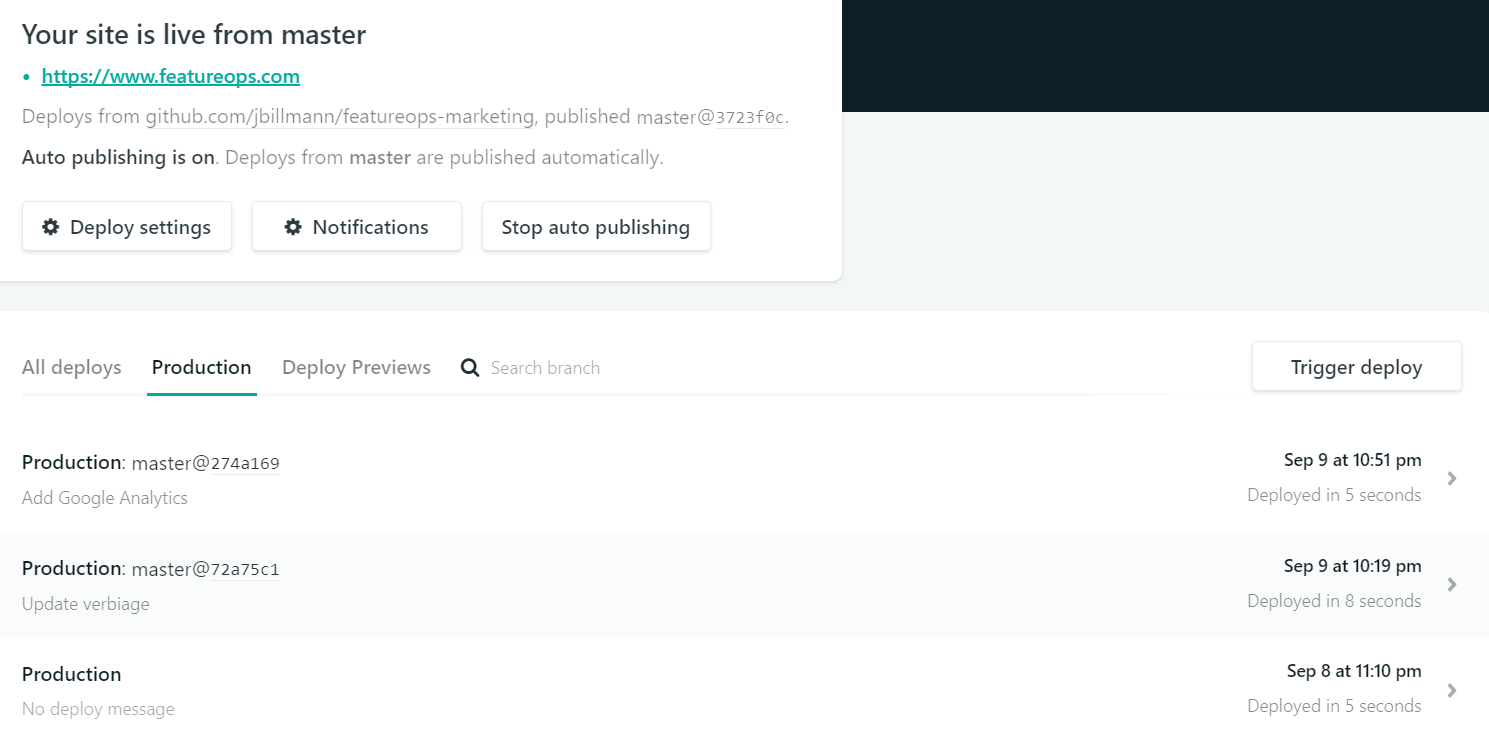 Your site is live from master
• https://www.featureops.com
Deploys from github.com/jbillmann/featureops-marketing, published master@3723f0c.
Auto publishing is on. Deploys from master are published automatically.
Deploy settings
Notifications
Stop auto publishing
All deploys
Production
Deploy Previews
Search branch
Trigger deploy
Production: master@274a169
Sep 9 at 10:51 pm
Add Google Analytics
Deployed in 5 seconds
Production: master@72a75c1
Sep 9 at 10:19 pm
Update verbiage
Deployed in 8 seconds
Production
Sep 8 at 11:10 pm
No deploy message
Deployed in 5 seconds